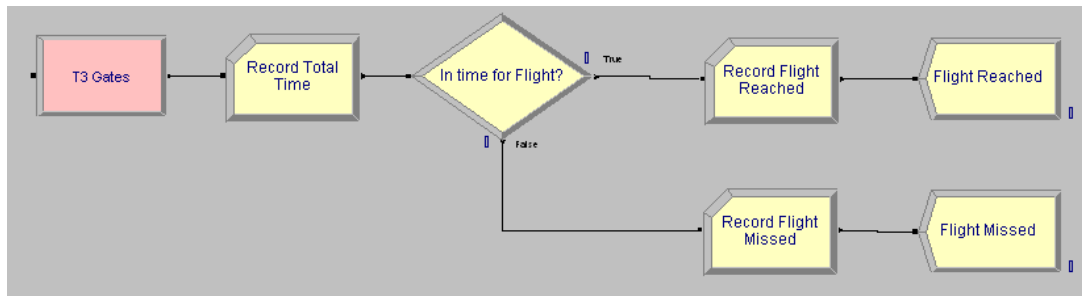 T3 Gates
Record Total
Time
In time for Flight?
True
False
Record Flight
Reached
Flight Reached
Record Flight
Missed
Flight Missed